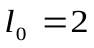 l₀ = 2